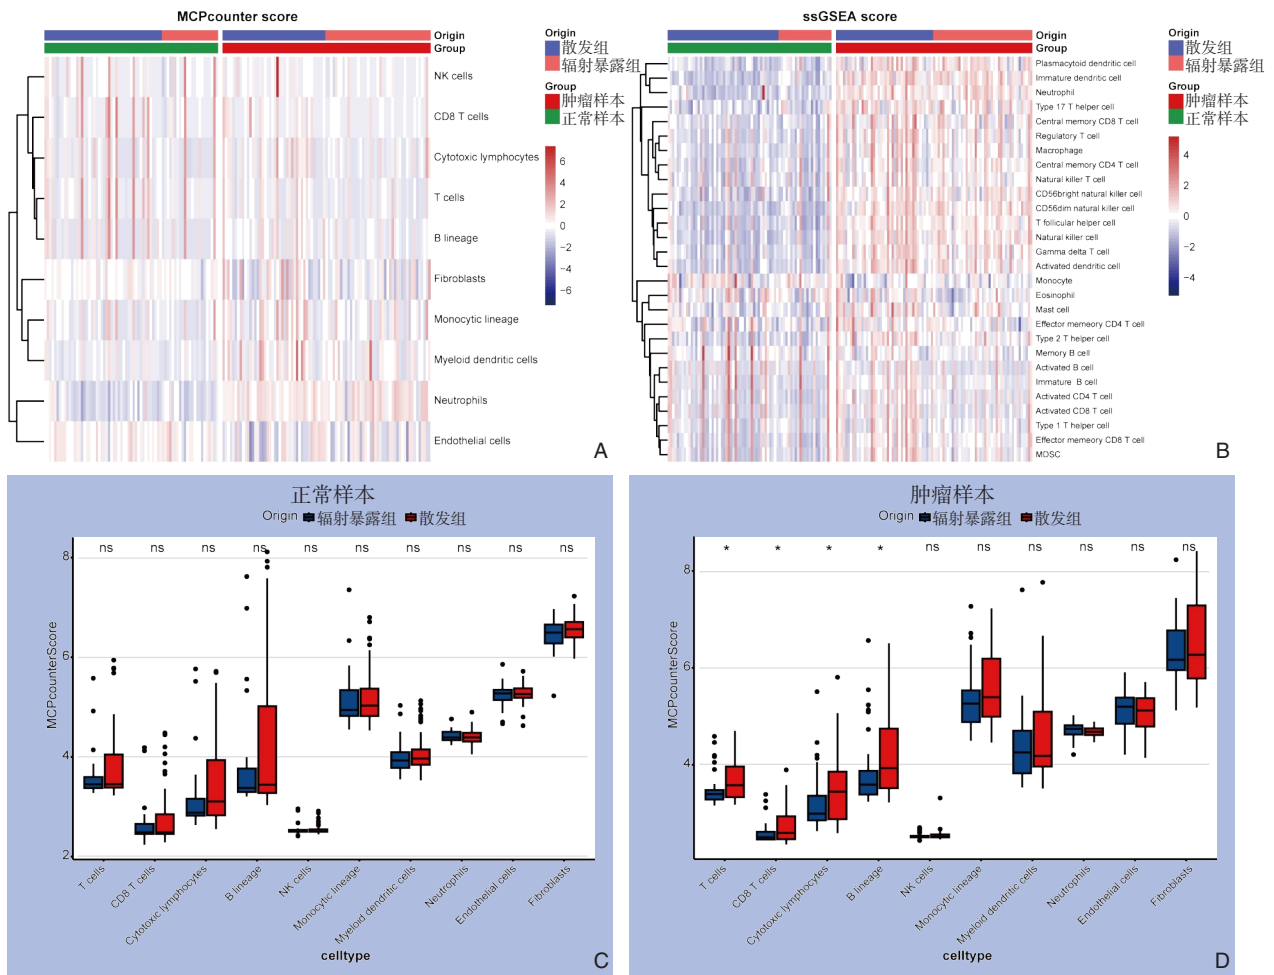 MCPcounter score
Origin
Group
NK cells
CD8 T cells
Cytotoxic lymphocytes
T cells
B lineage
Fibroblasts
Monocytic lineage
Myeloid dendritic cells
Neutrophils
Endothelial cells
Origin
散发组
辐射暴露组
Group
肿瘤样本
正常样本
6
4
2
0
−2
−4
−6
A
ssGSEA score
Origin
Group
Plasmacytoid dendritic cell
Immature dendritic cell
Neutrophil
Type 17 T helper cell
Central memory CD8 T cell
Regulatory T cell
Macrophage
Central memory CD4 T cell
Natural killer T cell
CD56bright natural killer cell
CD56dim natural killer cell
T follicular helper cell
Natural killer cell
Gamma delta T cell
Activated dendritic cell
Monocyte
Eosinophil
Mast cell
Effector memeory CD4 T cell
Type 2 T helper cell
Memory B cell
Activated B cell
Immature B cell
Activated CD4 T cell
Activated CD8 T cell
Type 1 T helper cell
Effector memeory CD8 T cell
MDSC
Origin
散发组
辐射暴露组
Group
肿瘤样本
正常样本
4
2
0
−2
−4
B
正常样本
Origin 辐射暴露组 散发组
ns ns ns ns ns ns ns ns ns ns
8
6
4
2
MCPcounterScore
T cells
CD8 T cells
Cytotoxic lymphocytes
B lineage
NK cells
Monocytic lineage
Myeloid dendritic cells
Neutrophils
Endothelial cells
Fibroblasts
celltype
C
肿瘤样本
Origin 辐射暴露组 散发组
* * * * ns ns ns ns ns ns
8
6
4
MCPcounterScore
T cells
CD8 T cells
Cytotoxic lymphocytes
B lineage
NK cells
Monocytic lineage
Myeloid dendritic cells
Neutrophils
Endothelial cells
Fibroblasts
celltype
D